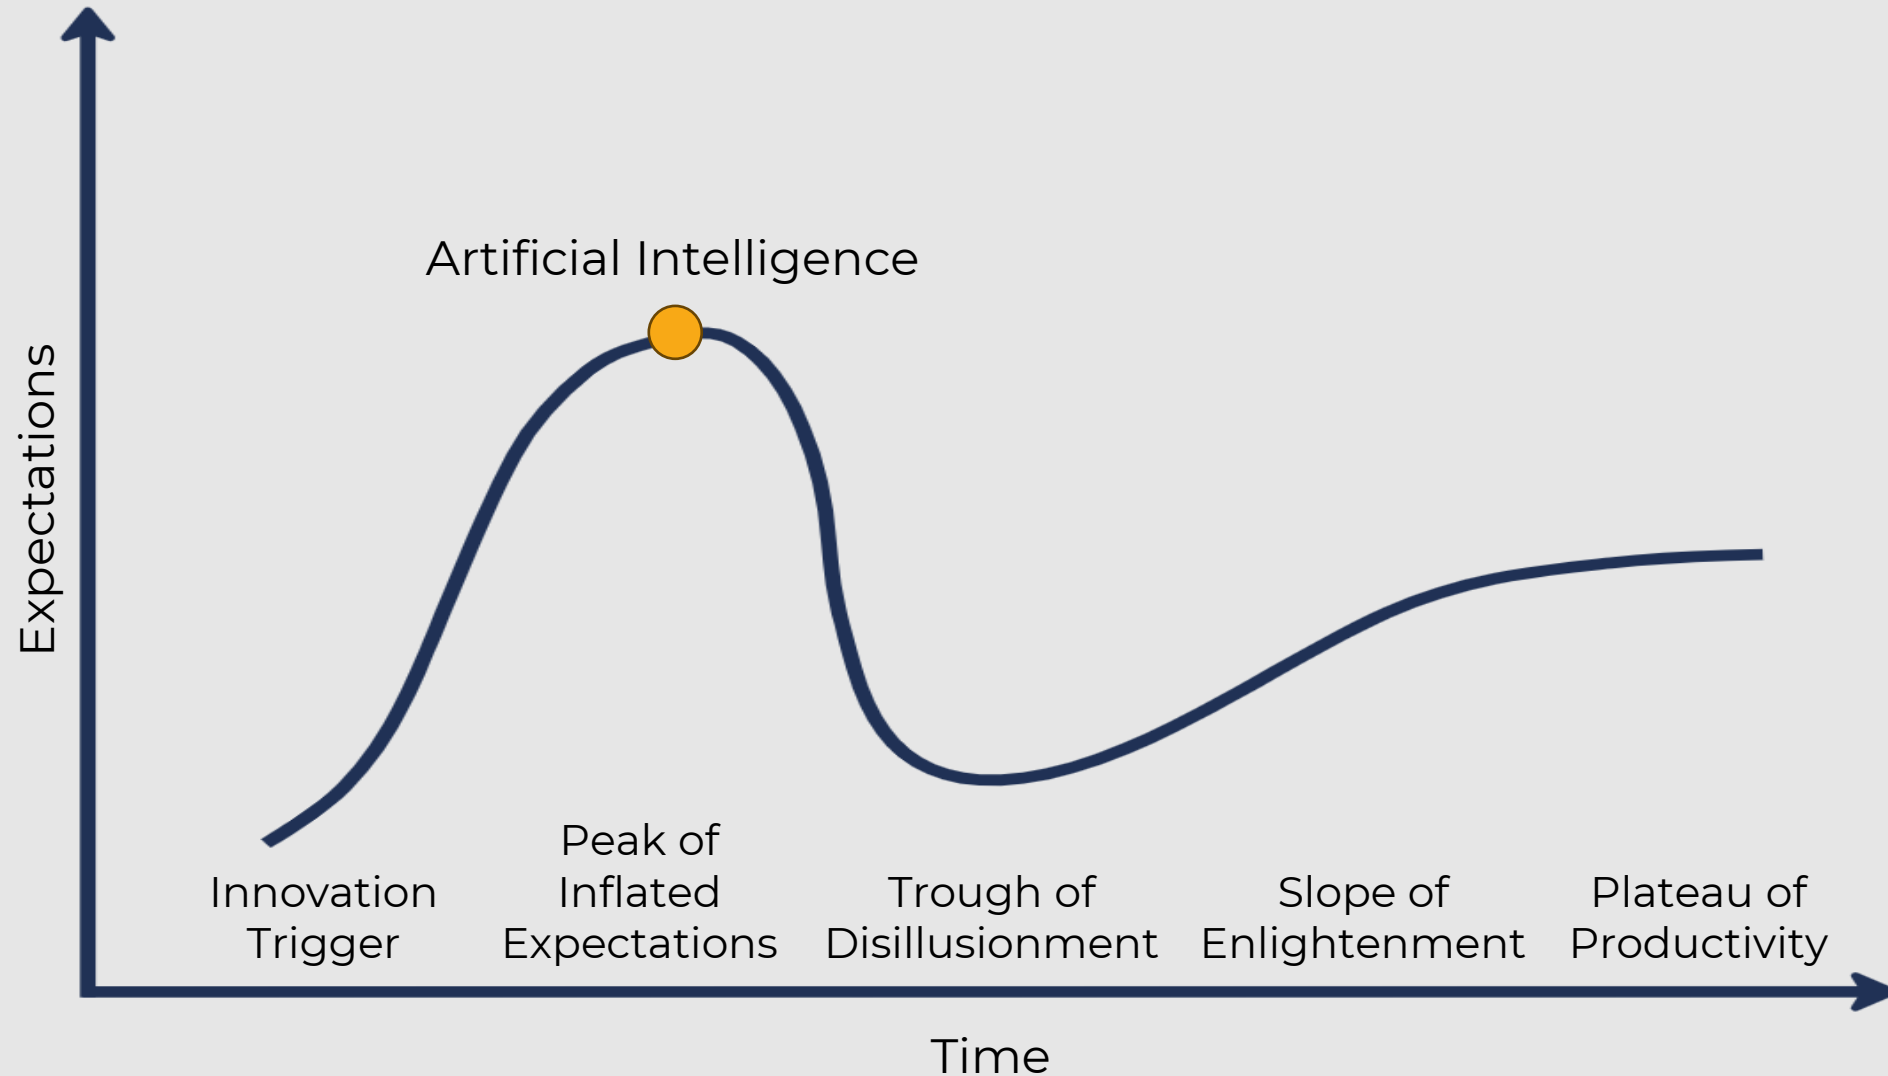 Artificial Intelligence
Expectations
Innovation
Trigger
Peak of
Inflated
Expectations
Trough of
Disillusionment
Slope of
Enlightenment
Plateau of
Productivity
Time